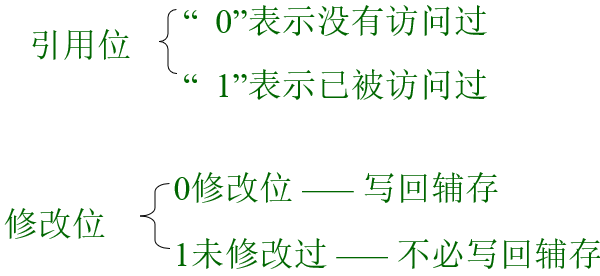 引用位
“ 0”表示没有访问过
“ 1”表示已被访问过
修改位
0修改位 —— 写回辅存
1未修改过 —— 不必写回辅存